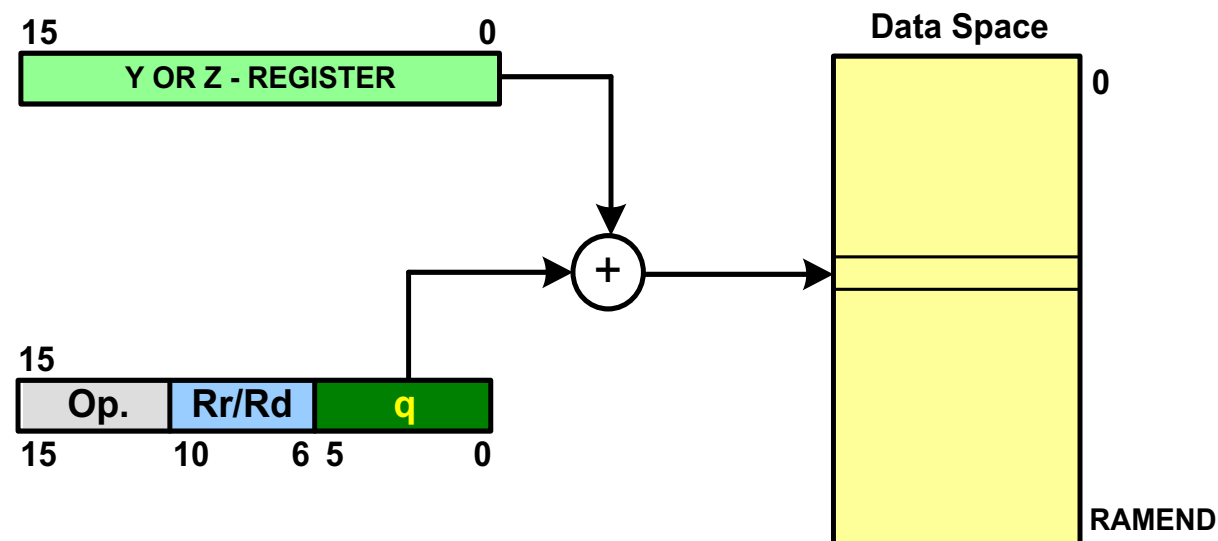 15 0
Y OR Z - REGISTER
Data Space
0
+
15
Op. Rr/Rd q
15 10 6 5 0
RAMEND